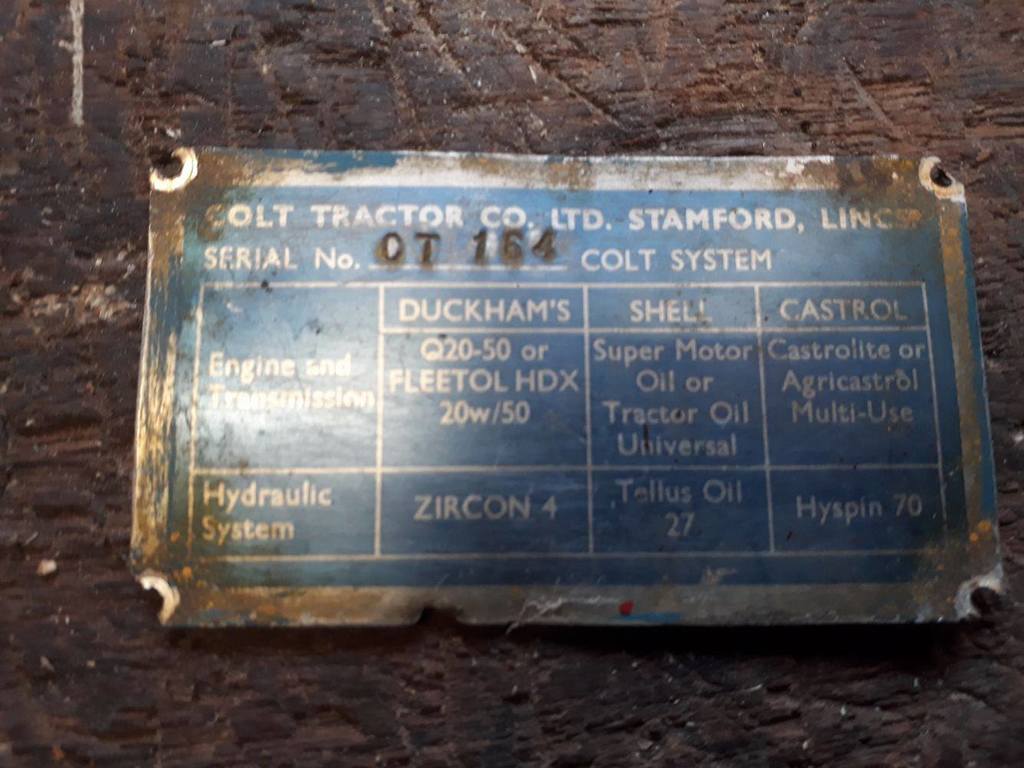 COLT TRACTOR CO. LTD. STAMFORD, LINCS.
SERIAL No. CT 164 COLT SYSTEM
DUCKHAM'S SHELL CASTROL
Engine and Transmission
Q20-50 or
FLEETOL HDX
20w/50
Super Motor
Oil or
Tractor Oil
Universal
Castrolite or
Agricastrol
Multi-Use
Hydraulic
System
ZIRCON 4
Tellus Oil
27
Hyspin 70